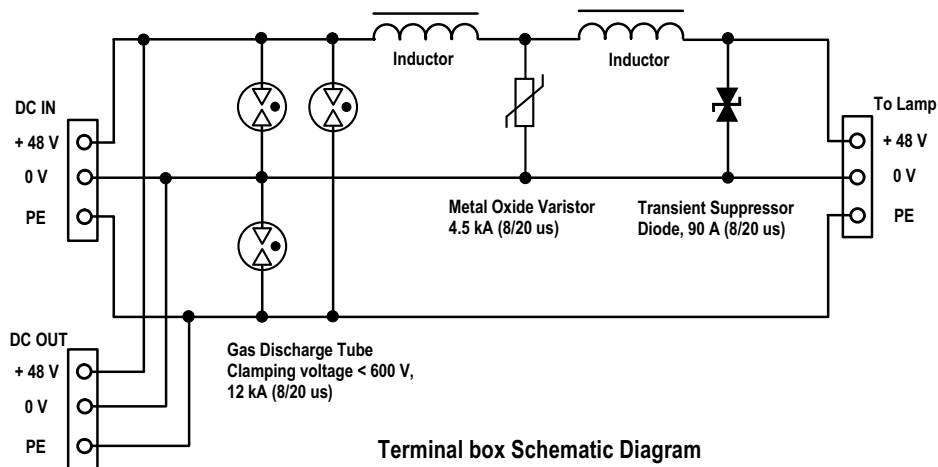 Inductor
Inductor
DC IN
+ 48 V
0 V
PE
To Lamp
+ 48 V
0 V
PE
Metal Oxide Varistor
4.5 kA (8/20 us)
Transient Suppressor
Diode, 90 A (8/20 us)
DC OUT
+ 48 V
0 V
PE
Gas Discharge Tube
Clamping voltage < 600 V,
12 kA (8/20 us)
Terminal box Schematic Diagram